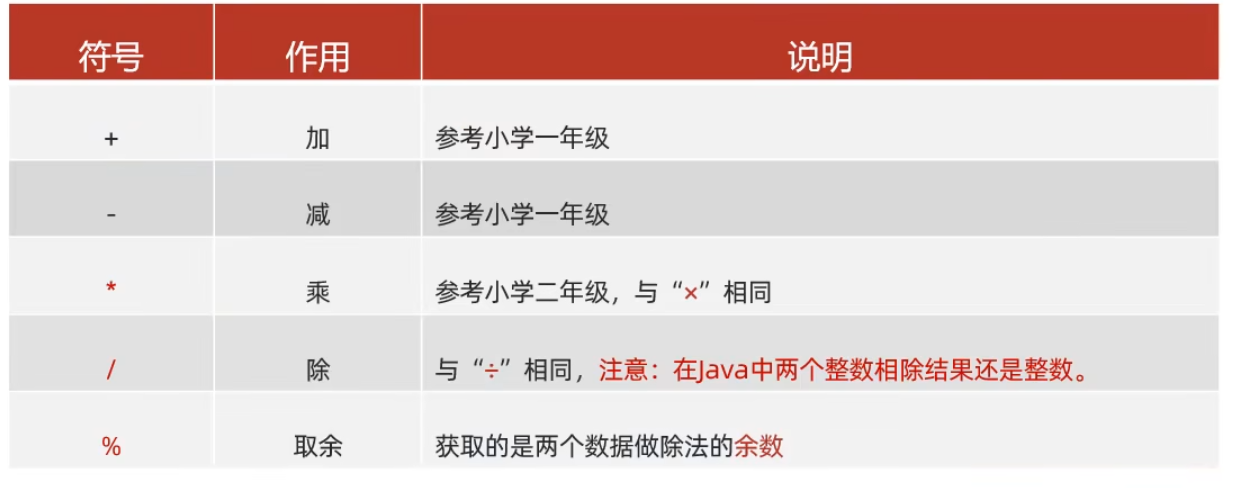 符号 作用 说明
+ 加 参考小学一年级
- 减 参考小学一年级
* 乘 参考小学二年级，与“×”相同
/ 除 与“÷”相同，注意：在Java中两个整数相除结果还是整数。
% 取余 获取的是两个数据做除法的余数